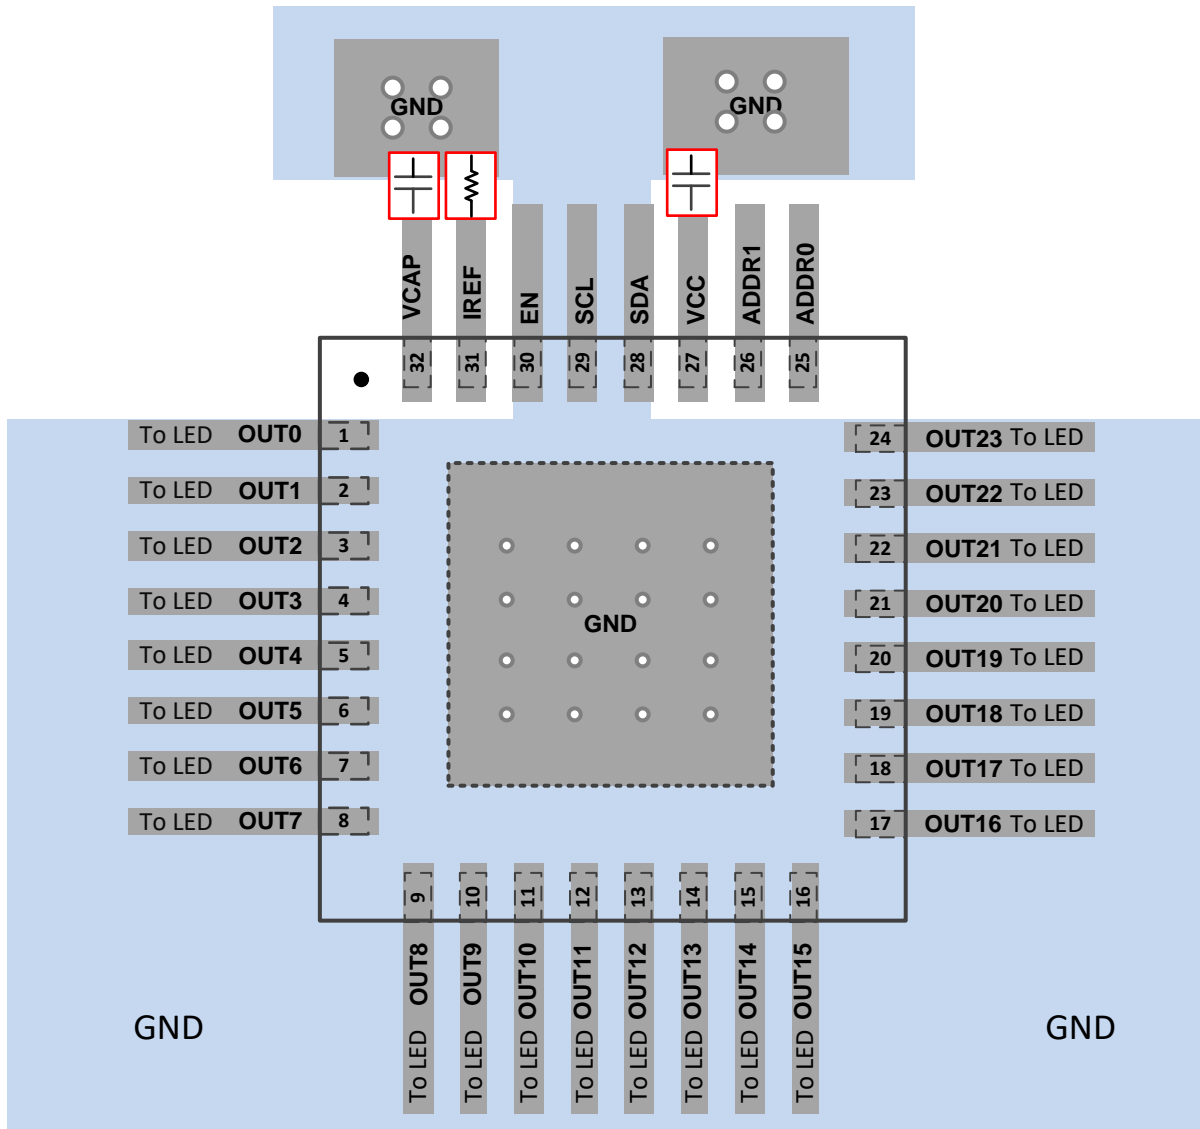 GND
GND
VCAP
IREF
EN
SCL
SDA
VCC
ADDR1
ADDR0
32
31
30
29
28
27
26
25
To LED OUT0 1
To LED OUT1 2
To LED OUT2 3
To LED OUT3 4
To LED OUT4 5
To LED OUT5 6
To LED OUT6 7
To LED OUT7 8
GND
24 OUT23 To LED
23 OUT22 To LED
22 OUT21 To LED
21 OUT20 To LED
20 OUT19 To LED
19 OUT18 To LED
18 OUT17 To LED
17 OUT16 To LED
To LED OUT8 9
To LED OUT9 10
To LED OUT10 11
To LED OUT11 12
To LED OUT12 13
To LED OUT13 14
To LED OUT14 15
To LED OUT15 16
GND
GND